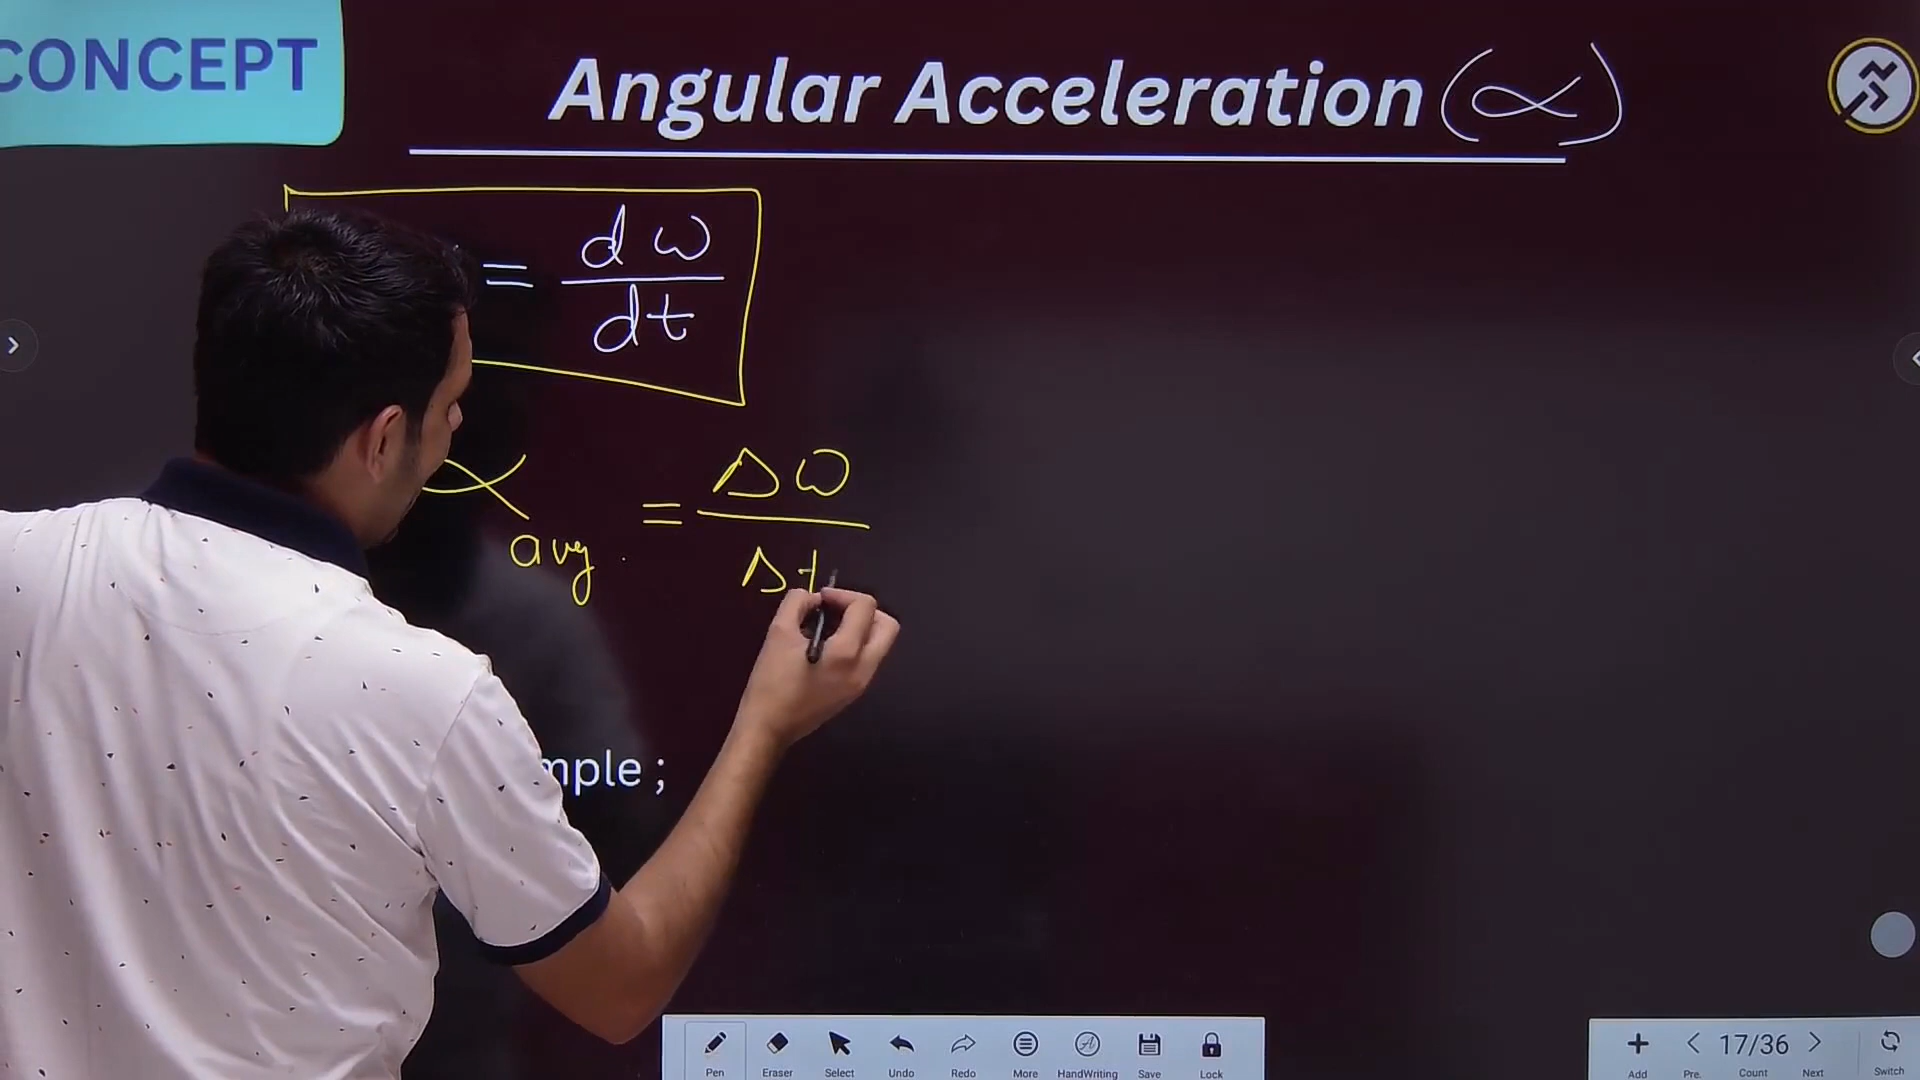 CONCEPT
Angular Acceleration (α)
= dω
dt
α avg. = Δω
Δt
mple ;
Pen Eraser Select Undo Redo More HandWriting Save Lock
17/36
Add Pre. Count Next Switch